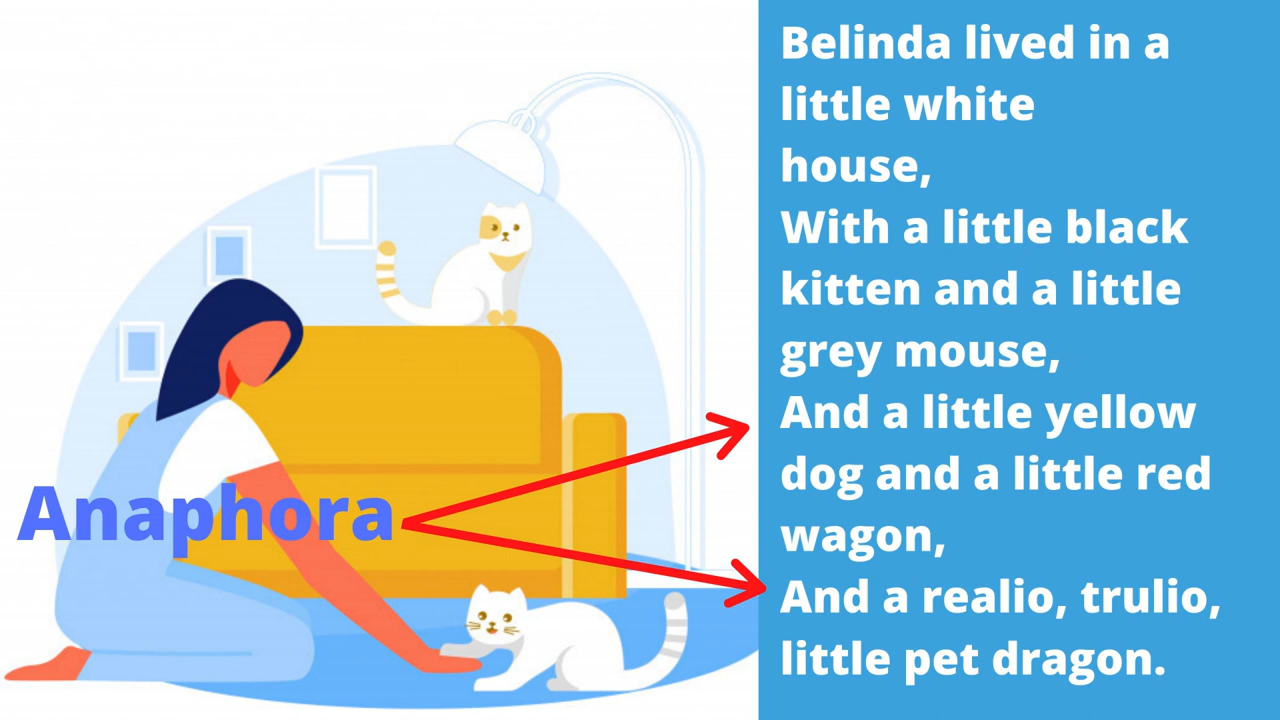 Anaphora
Belinda lived in a
little white
house,
With a little black
kitten and a little
grey mouse,
And a little yellow
dog and a little red
wagon,
And a realio, trulio,
little pet dragon.